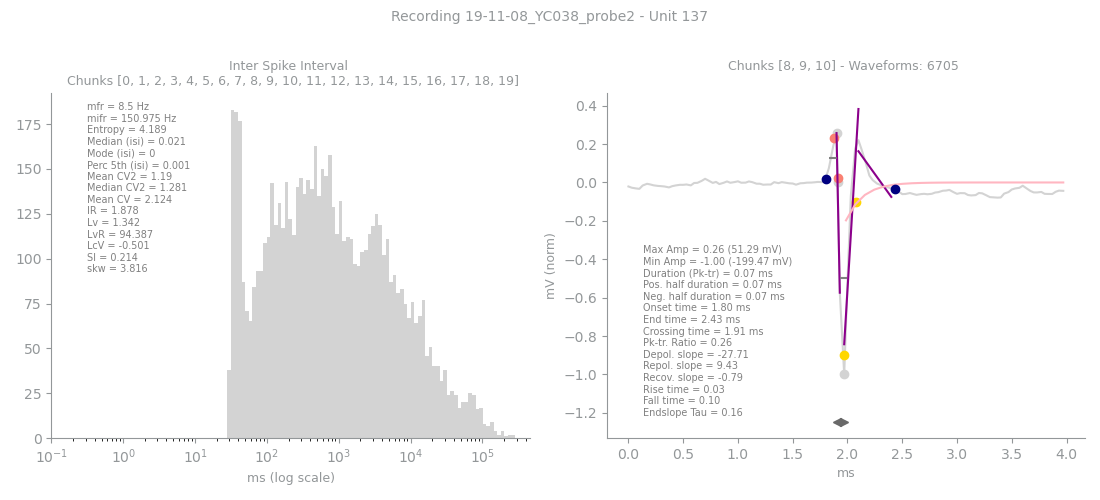 Recording 19-11-08_YC038_probe2 - Unit 137
Inter Spike Interval
Chunks [0, 1, 2, 3, 4, 5, 6, 7, 8, 9, 10, 11, 12, 13, 14, 15, 16, 17, 18, 19]
mfr = 8.5 Hz
mifr = 150.975 Hz
Entropy = 4.189
Median (isi) = 0.021
Mode (isi) = 0
Perc 5th (isi) = 0.001
Mean CV2 = 1.19
Median CV2 = 1.281
Mean CV = 2.124
IR = 1.878
Lv = 1.342
LvR = 94.387
LcV = -0.501
SI = 0.214
skw = 3.816
175
150
125
100
75
50
25
0
10⁻¹ 10⁰ 10¹ 10² 10³ 10⁴ 10⁵
ms (log scale)
Chunks [8, 9, 10] - Waveforms: 6705
mV (norm)
0.4
0.2
0.0
−0.2
−0.4
−0.6
−0.8
−1.0
−1.2
Max Amp = 0.26 (51.29 mV)
Min Amp = -1.00 (-199.47 mV)
Duration (Pk-tr) = 0.07 ms
Pos. half duration = 0.07 ms
Neg. half duration = 0.07 ms
Onset time = 1.80 ms
End time = 2.43 ms
Crossing time = 1.91 ms
Pk-tr. Ratio = 0.26
Depol. slope = -27.71
Repol. slope = 9.43
Recov. slope = -0.79
Rise time = 0.03
Fall time = 0.10
Endslope Tau = 0.16
0.0 0.5 1.0 1.5 2.0 2.5 3.0 3.5 4.0
ms